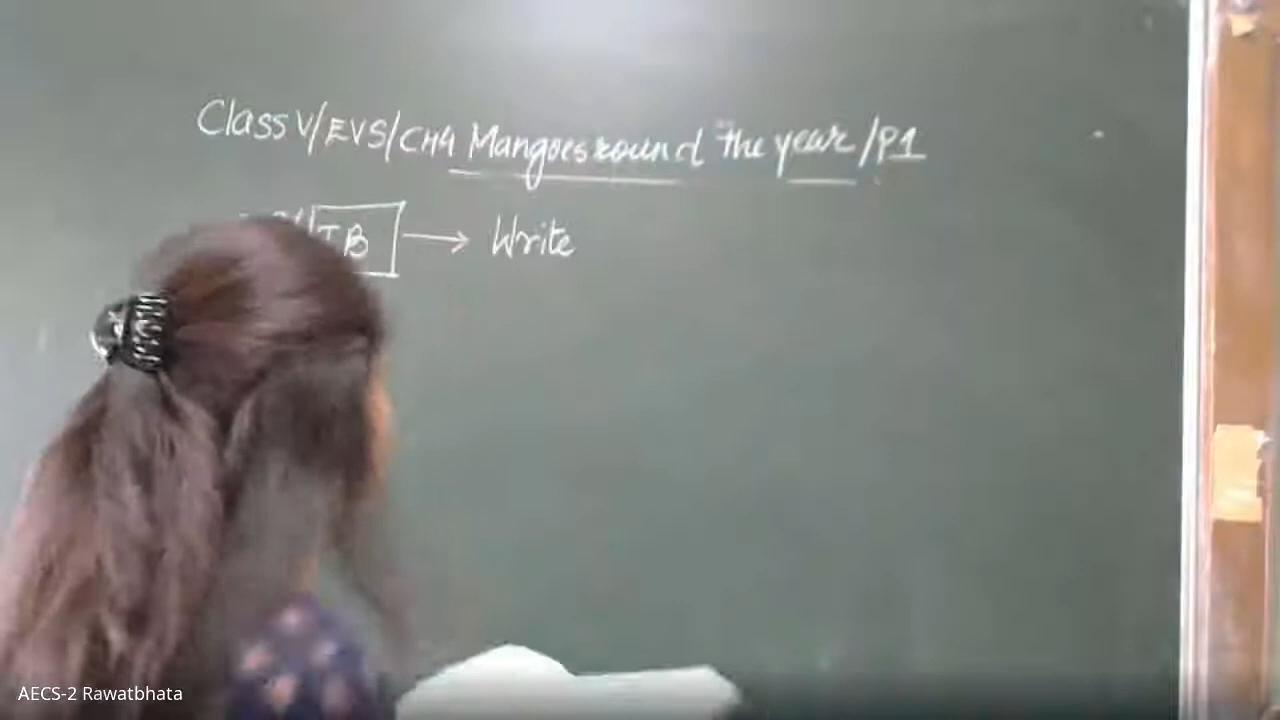 Class V/EVS/CH4 Mangoes round the year/P1
TB → Write
AECS-2 Rawatbhata